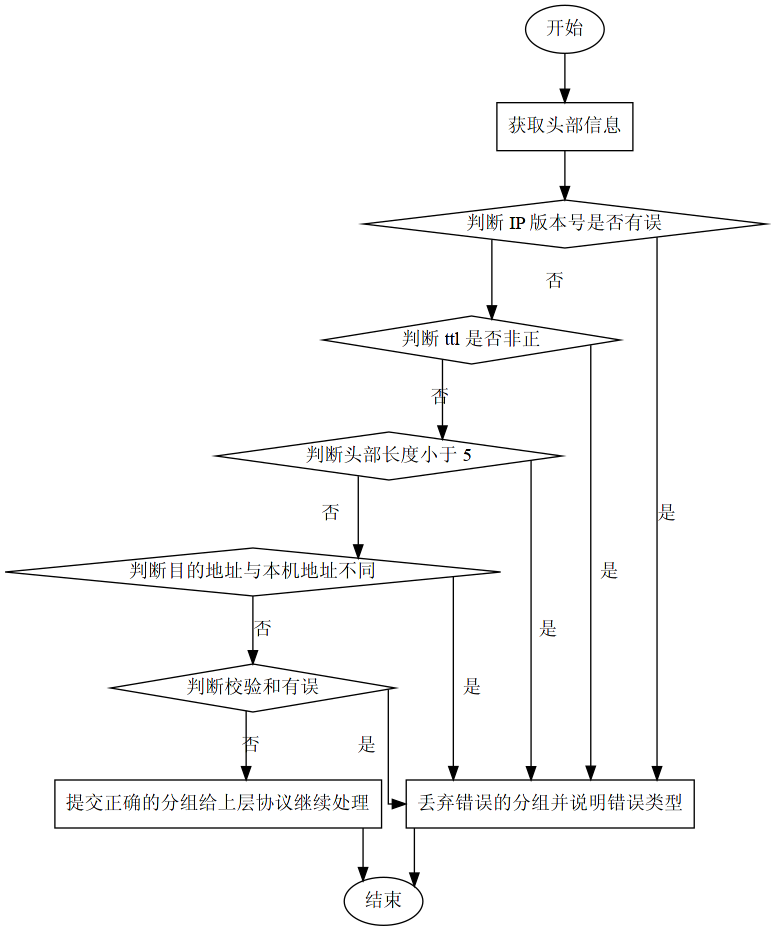 开始
获取头部信息
判断 IP 版本号是否有误
否
判断 ttl 是否非正
否
判断头部长度小于 5
否
是
判断目的地址与本机地址不同
是
否
是
判断校验和有误
是
否
是
提交正确的分组给上层协议继续处理
丢弃错误的分组并说明错误类型
结束